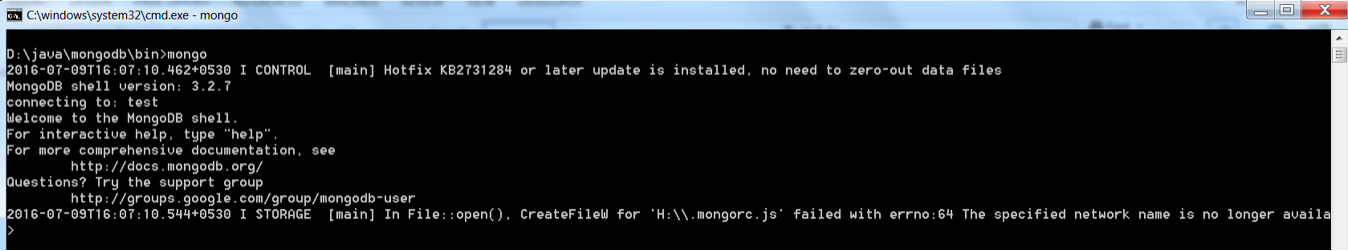 C:\windows\system32\cmd.exe - mongo
D:\java\mongodb\bin>mongo
2016-07-09T16:07:10.462+0530 I CONTROL  [main] Hotfix KB2731284 or later update is installed, no need to zero-out data files
MongoDB shell version: 3.2.7
connecting to: test
Welcome to the MongoDB shell.
For interactive help, type "help".
For more comprehensive documentation, see
        http://docs.mongodb.org/
Questions? Try the support group
        http://groups.google.com/group/mongodb-user
2016-07-09T16:07:10.544+0530 I STORAGE  [main] In File::open(), CreateFileW for 'H:\\.mongorc.js' failed with errno:64 The specified network name is no longer availa
>